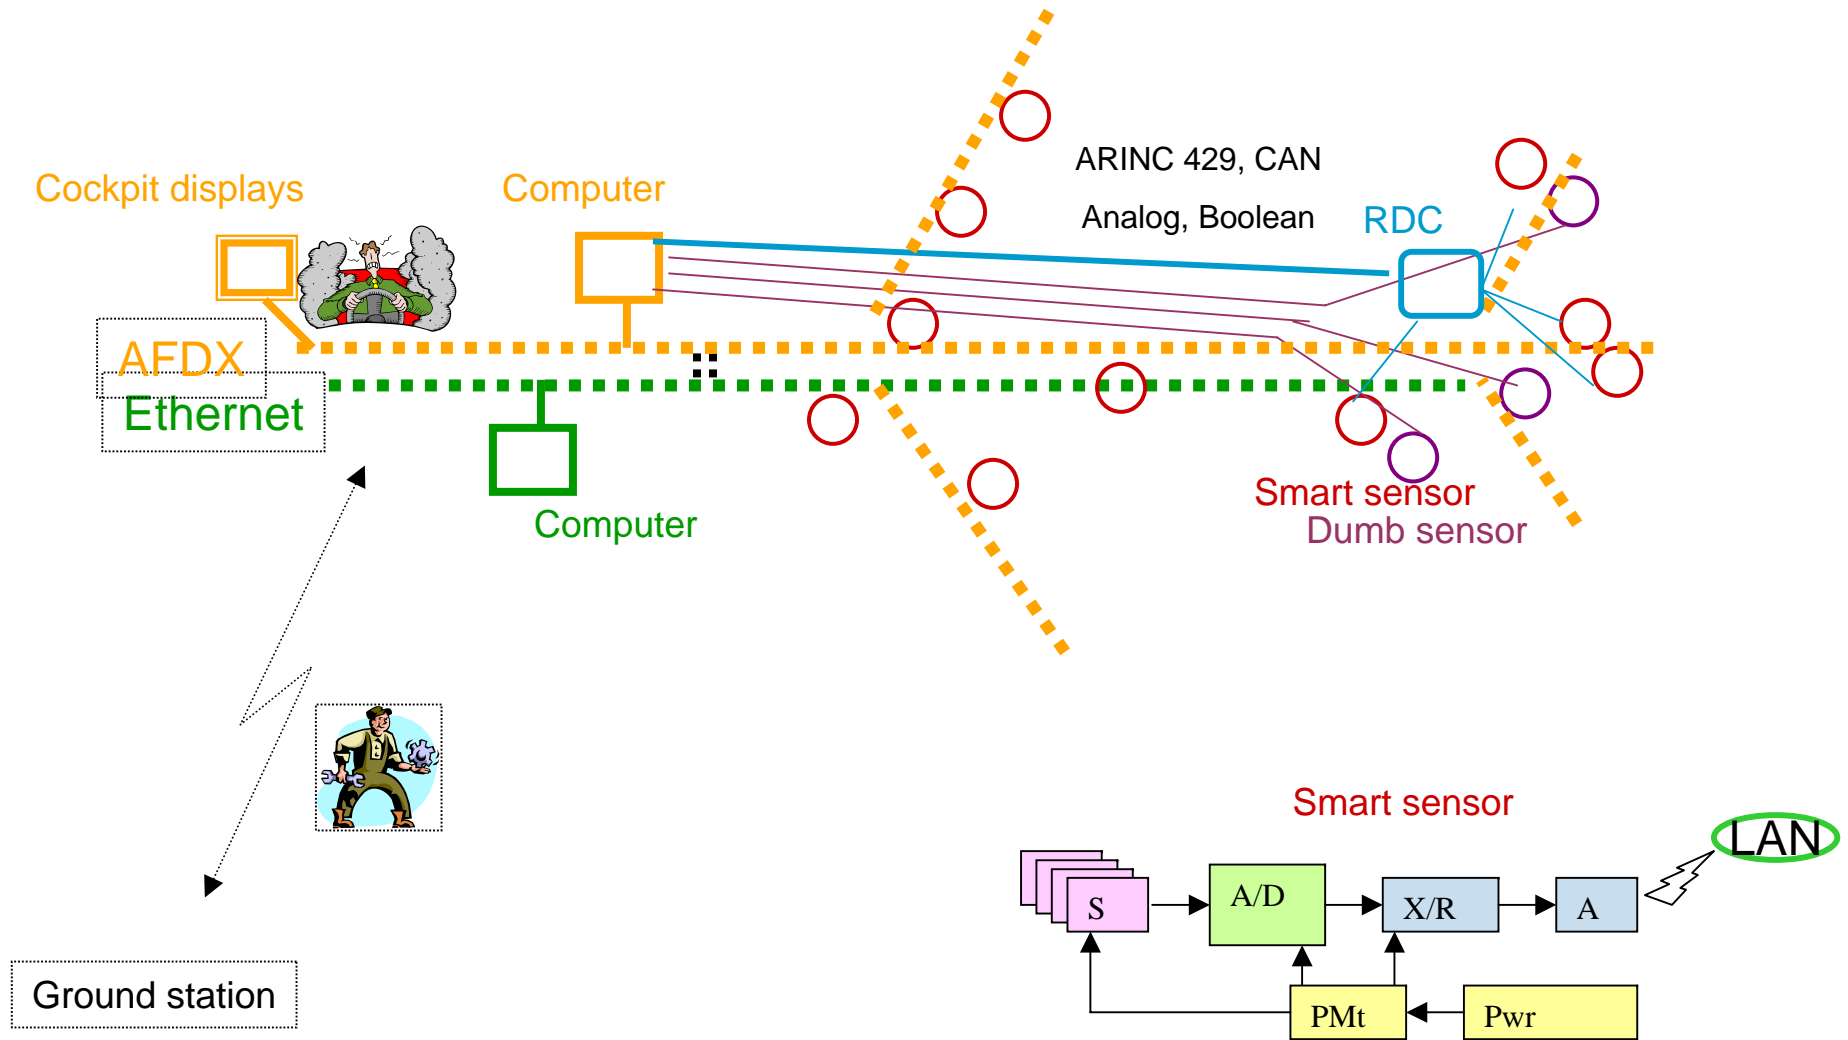 ARINC 429, CAN
Cockpit displays
Computer
Analog, Boolean
RDC
AFDX
Ethernet
Computer
Smart sensor
Dumb sensor
Smart sensor
LAN
S
A/D
X/R
A
Ground station
PMt
Pwr